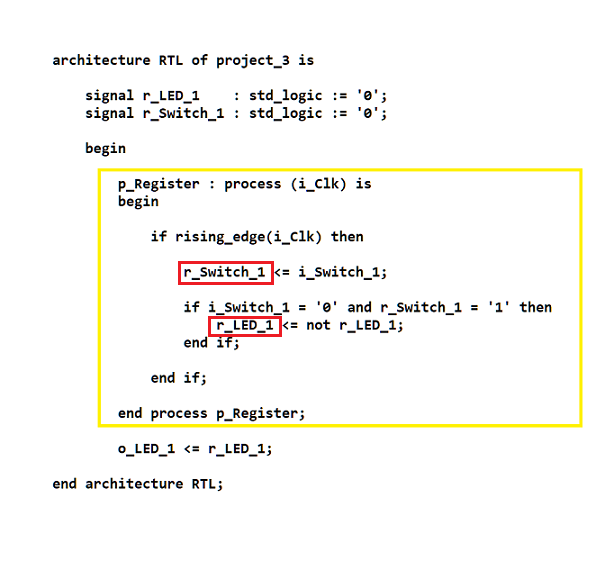 architecture RTL of project_3 is
signal r_LED_1    : std_logic := '0';
signal r_Switch_1 : std_logic := '0';
begin
p_Register : process (i_Clk) is
begin
if rising_edge(i_Clk) then
r_Switch_1 <= i_Switch_1;
if i_Switch_1 = '0' and r_Switch_1 = '1' then
r_LED_1 <= not r_LED_1;
end if;
end if;
end process p_Register;
o_LED_1 <= r_LED_1;
end architecture RTL;